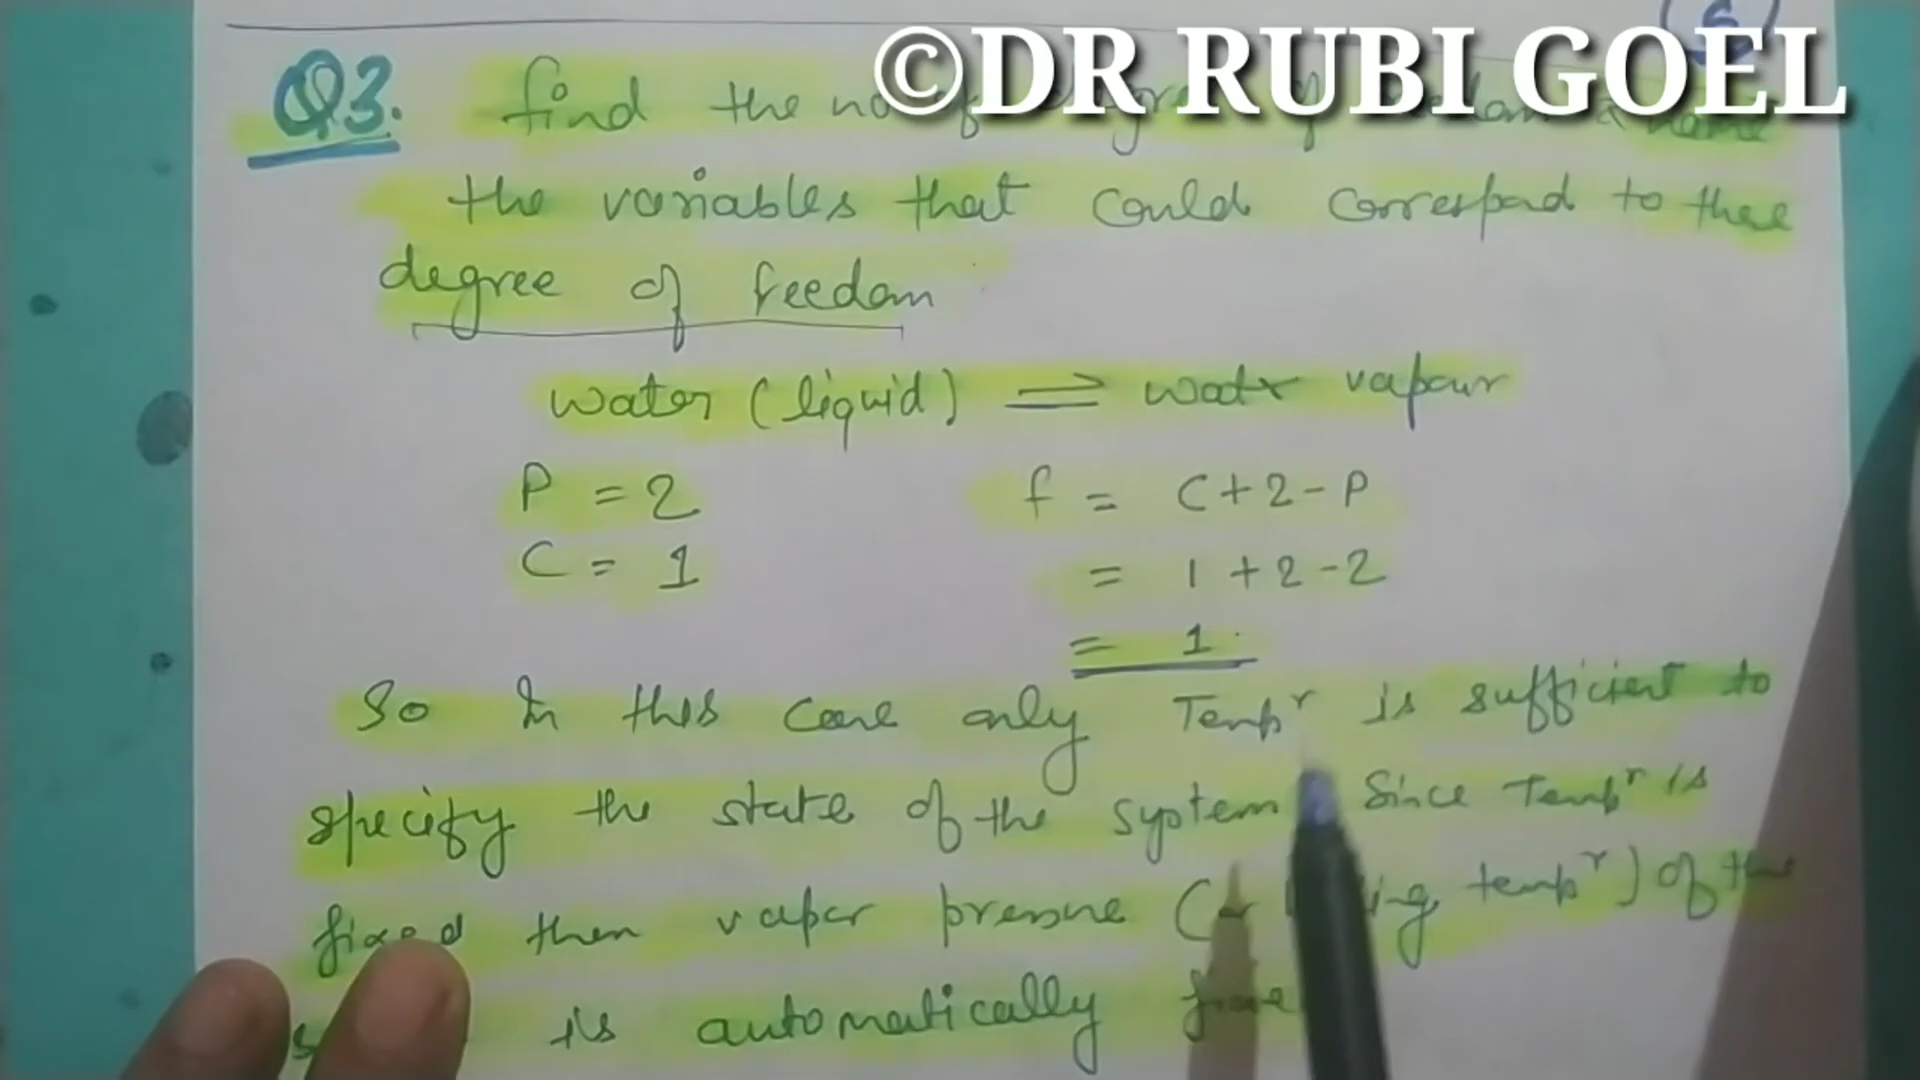 ©DR RUBI GOEL
Q3. find the no of
the variables that could correspond to these
degree of freedom
water (liquid) ⇌ water vapour
P = 2 f = C+2-P
C = 1 = 1+2-2
= 1
So In this case only Tempr is sufficient to
specify the state of the system Since Tempr is
fixed then vapor pressure ( tempr) of the
is automatically